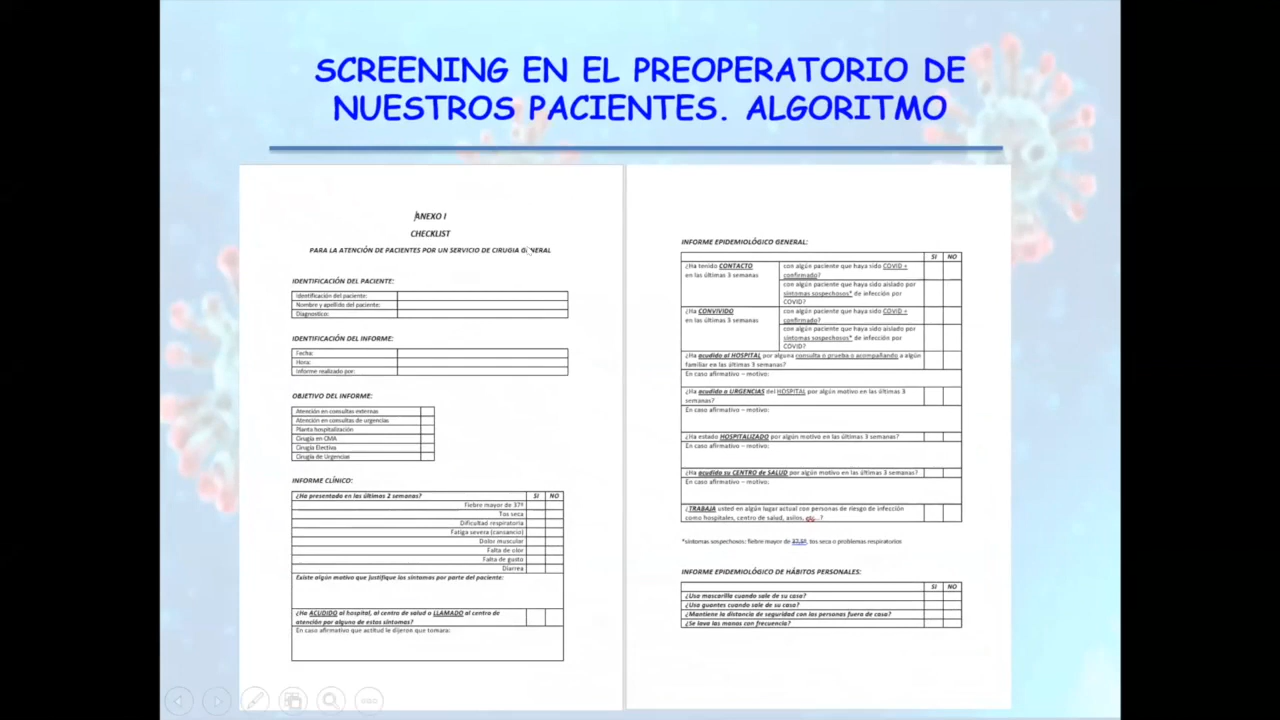 SCREENING EN EL PREOPERATORIO DE
NUESTROS PACIENTES. ALGORITMO
ANEXO I
CHECKLIST
PARA LA ATENCIÓN DE PACIENTES POR UN SERVICIO DE CIRUGIA GENERAL
IDENTIFICACIÓN DEL PACIENTE:
Identificación del paciente:
Nombre y apellido del paciente:
Diagnostico:
IDENTIFICACIÓN DEL INFORME:
Fecha:
Hora:
Informe realizado por:
OBJETIVO DEL INFORME:
Atención en consultas externas
Atención en consultas de urgencias
Planta hospitalización
Cirugía en CMA
Cirugía Electiva
Cirugía de Urgencias
INFORME CLÍNICO:
¿Ha presentado en las últimas 2 semanas? SI NO
Fiebre mayor de 37º
Tos seca
Dificultad respiratoria
Fatiga severa (cansancio)
Dolor muscular
Falta de olor
Falta de gusto
Diarrea
Existe algún motivo que justifique los síntomas por parte del paciente:
¿Ha ACUDIDO al hospital, al centro de salud o LLAMADO al centro de
atención por alguno de estos síntomas?
En caso afirmativo que actitud le dijeron que tomara:
INFORME EPIDEMIOLÓGICO GENERAL:
SI NO
¿Ha tenido CONTACTO
en las últimas 3 semanas
con algún paciente que haya sido COVID +
confirmado?
con algún paciente que haya sido aislado por
síntomas sospechosos* de infección por
COVID?
¿Ha CONVIVIDO
en las últimas 3 semanas
con algún paciente que haya sido COVID +
confirmado?
con algún paciente que haya sido aislado por
síntomas sospechosos* de infección por
COVID?
¿Ha acudido al HOSPITAL por alguna consulta o prueba o acompañando a algún
familiar en las últimas 3 semanas?
En caso afirmativo – motivo:
¿Ha acudido a URGENCIAS del HOSPITAL por algún motivo en las últimas 3
semanas?
En caso afirmativo – motivo:
¿Ha estado HOSPITALIZADO por algún motivo en las últimas 3 semanas?
En caso afirmativo – motivo:
¿Ha acudido su CENTRO de SALUD por algún motivo en las últimas 3 semanas?
En caso afirmativo – motivo:
¿TRABAJA usted en algún lugar actual con personas de riesgo de infección
como hospitales, centro de salud, asilos, etc…?
*síntomas sospechosos: fiebre mayor de 37,5º, tos seca o problemas respiratorios
INFORME EPIDEMIOLÓGICO DE HÁBITOS PERSONALES:
SI NO
¿Usa mascarilla cuando sale de su casa?
¿Usa guantes cuando sale de su casa?
¿Mantiene la distancia de seguridad con las personas fuera de casa?
¿Se lava las manos con frecuencia?